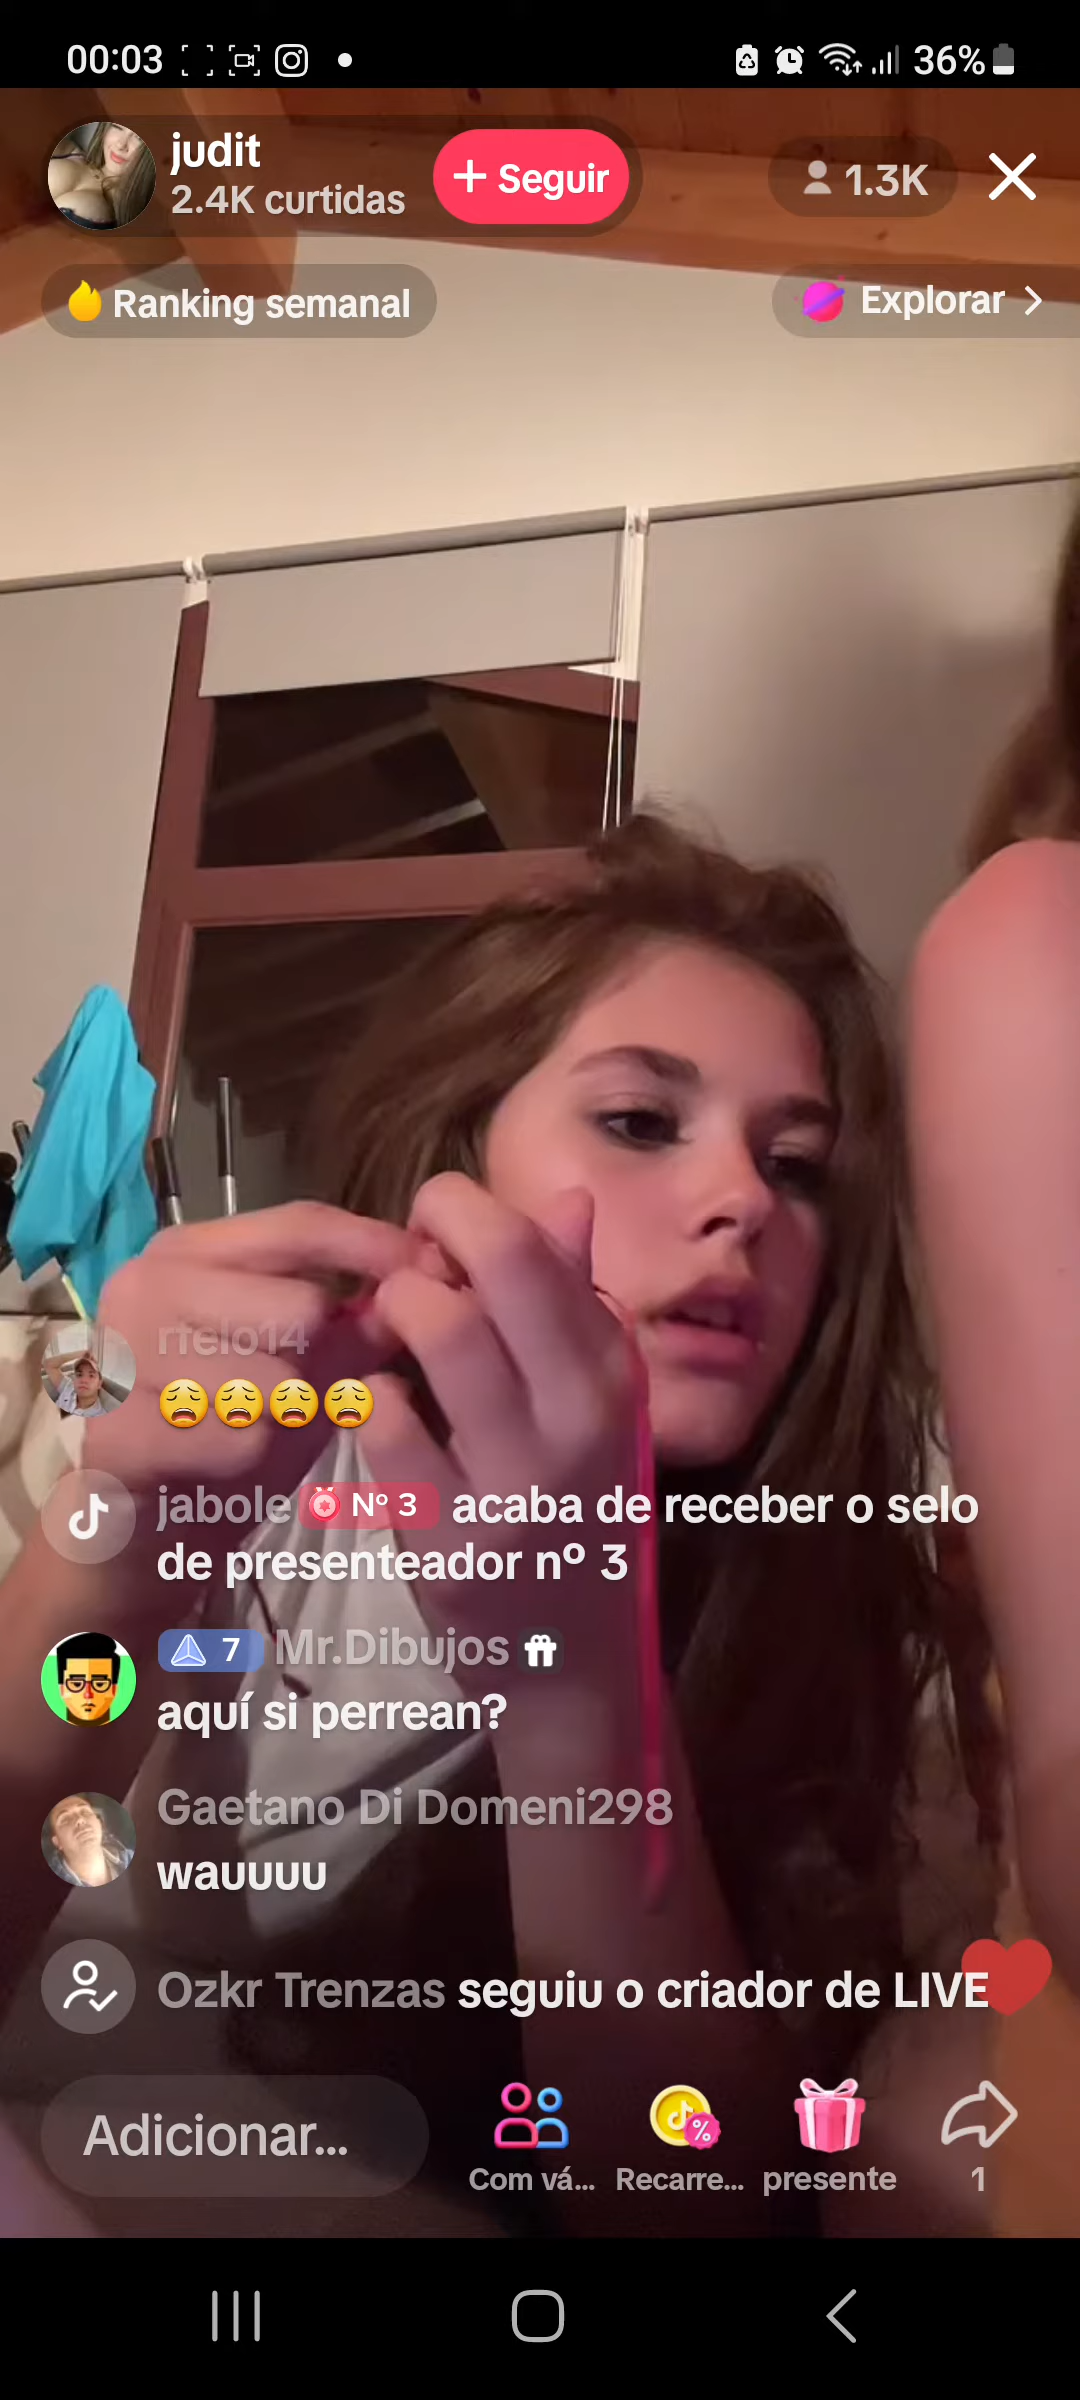 00:03
36%
judit
2.4K curtidas
+ Seguir
1.3K
Ranking semanal
Explorar
rfelo14
😩😩😩😩
jabole Nº 3 acaba de receber o selo
de presenteador nº 3
7 Mr.Dibujos
aquí si perrean?
Gaetano Di Domeni298
wauuuu
Ozkr Trenzas seguiu o criador de LIVE
Adicionar...
Com vá...
Recarre...
presente
1